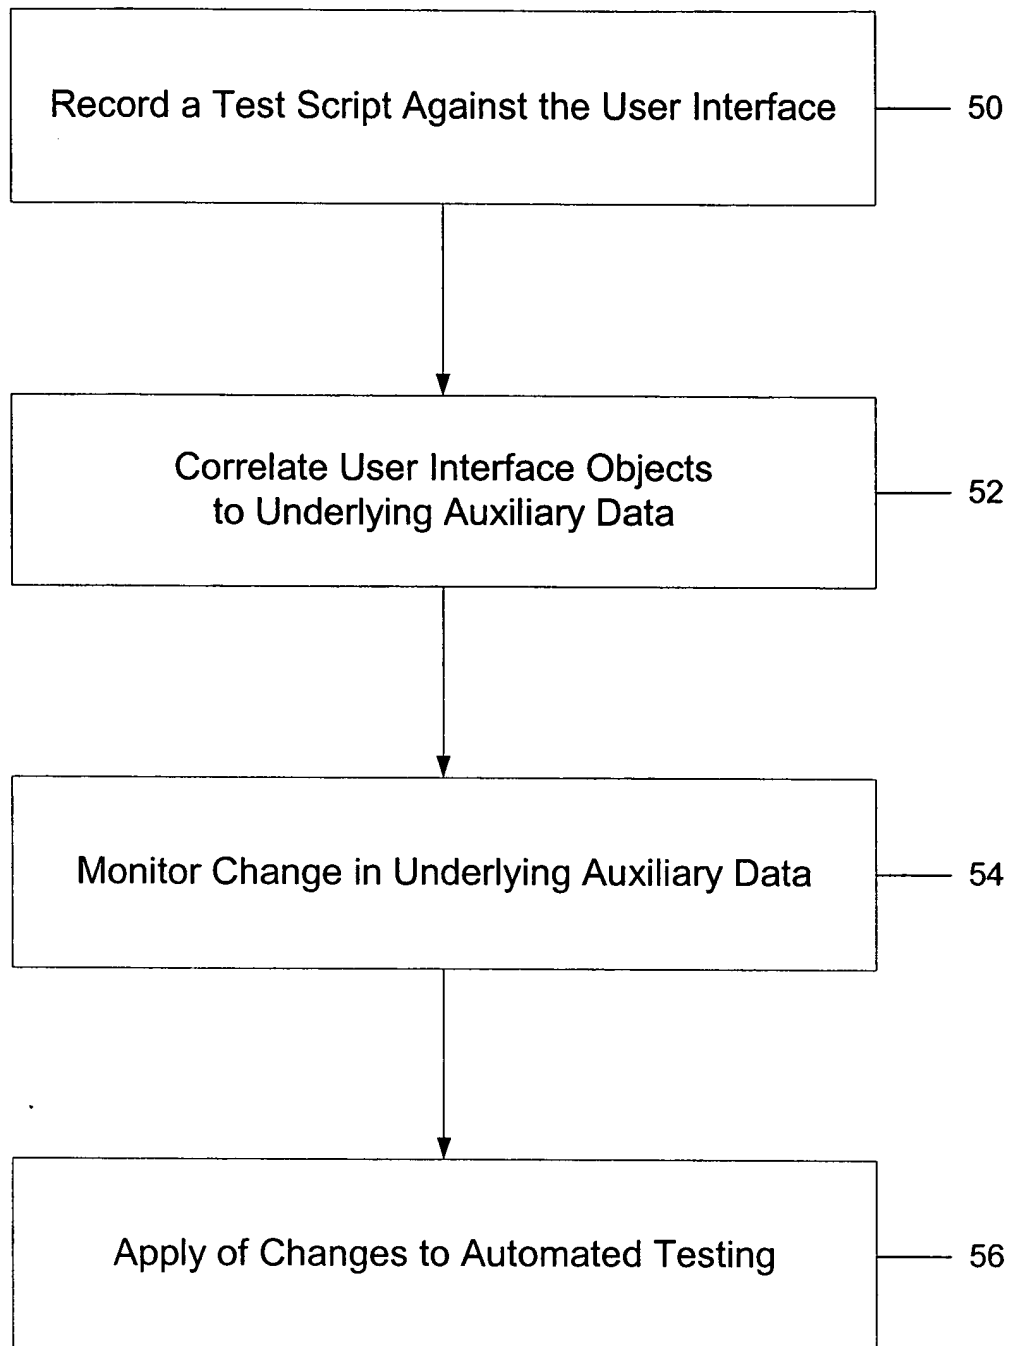 Record a Test Script Against the User Interface
50
Correlate User Interface Objects
to Underlying Auxiliary Data
52
Monitor Change in Underlying Auxiliary Data
54
Apply of Changes to Automated Testing
56